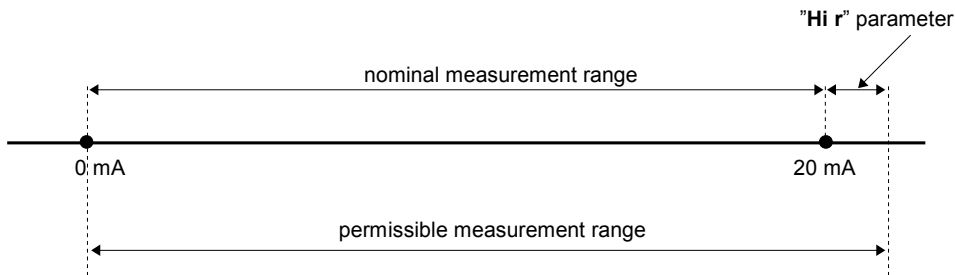 "Hi r" parameter
nominal measurement range
0 mA
20 mA
permissible measurement range